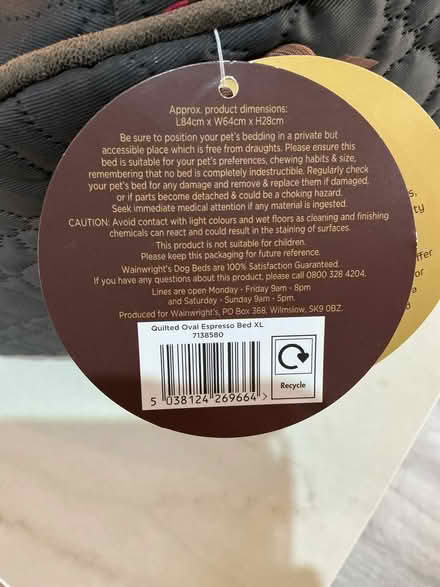 Approx. product dimensions:
L84cm x W64cm x H28cm
Be sure to position your pet's bedding in a private but
accessible place which is free from draughts. Please ensure this
bed is suitable for your pet's preferences, chewing habits & size,
remembering that no bed is completely indestructible. Regularly check
your pet's bed for any damage and remove & replace them if damaged,
or if parts become detached & could be a choking hazard.
Seek immediate medical attention if any material is ingested.
CAUTION: Avoid contact with light colours and wet floors as cleaning and finishing
chemicals can react and could result in the staining of surfaces.
This product is not suitable for children.
Please keep this packaging for future reference.
Wainwright's Dog Beds are 100% Satisfaction Guaranteed.
If you have any questions about this product, please call 0800 328 4204.
Lines are open Monday - Friday 9am - 8pm
and Saturday - Sunday 9am - 5pm.
Produced for Wainwright's, PO Box 368, Wilmslow, SK9 0BZ.
Quilted Oval Espresso Bed XL
7138580
5 038124 269664 >
Recycle